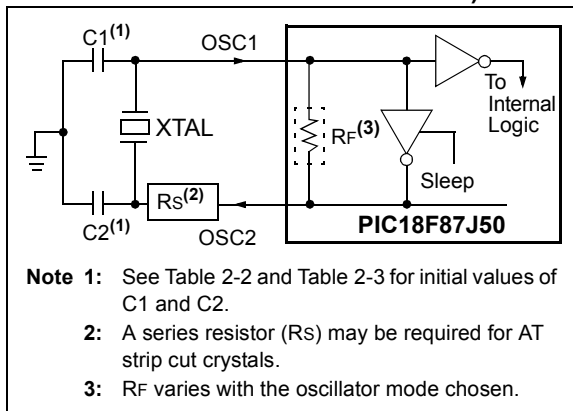 C1(1)
OSC1
To
Internal
Logic
XTAL
RF(3)
Sleep
C2(1)
RS(2)
OSC2
PIC18F87J50
Note 1: See Table 2-2 and Table 2-3 for initial values of
C1 and C2.
2: A series resistor (RS) may be required for AT
strip cut crystals.
3: RF varies with the oscillator mode chosen.